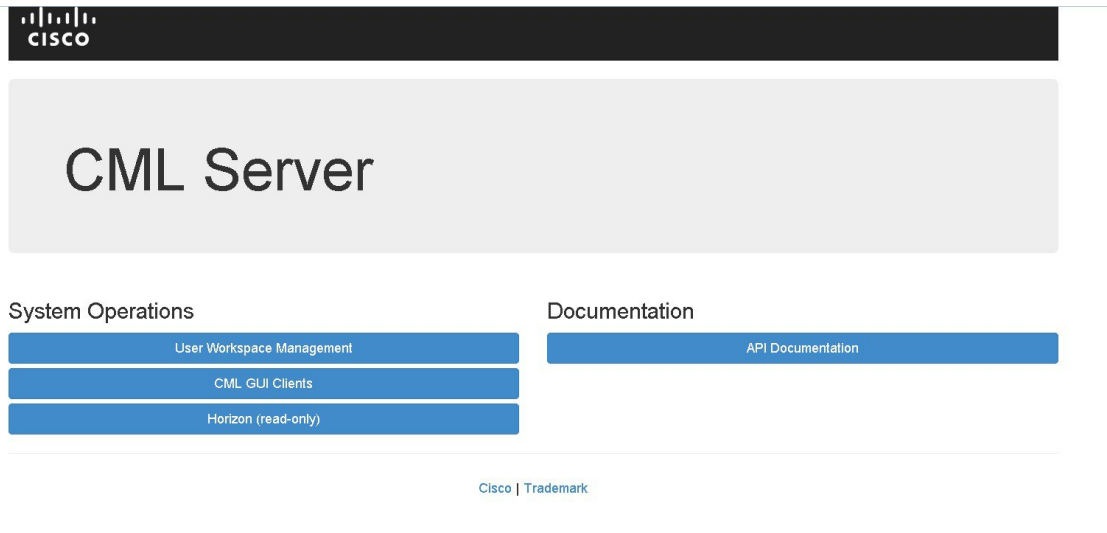 CISCO
CML Server
System Operations
User Workspace Management
CML GUI Clients
Horizon (read-only)
Documentation
API Documentation
Cisco | Trademark